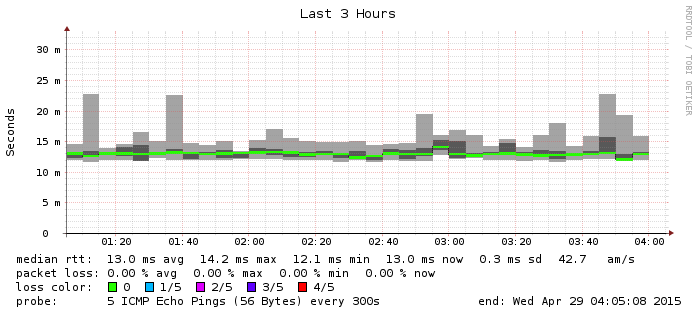 Last 3 Hours
RRDTOOL / TOBI OETIKER
Seconds
30 m
25 m
20 m
15 m
10 m
5 m
0
01:20 01:40 02:00 02:20 02:40 03:00 03:20 03:40 04:00
median rtt: 13.0 ms avg 14.2 ms max 12.1 ms min 13.0 ms now 0.3 ms sd 42.7 am/s
packet loss: 0.00 % avg 0.00 % max 0.00 % min 0.00 % now
loss color: 0 1/5 2/5 3/5 4/5
probe: 5 ICMP Echo Pings (56 Bytes) every 300s end: Wed Apr 29 04:05:08 2015